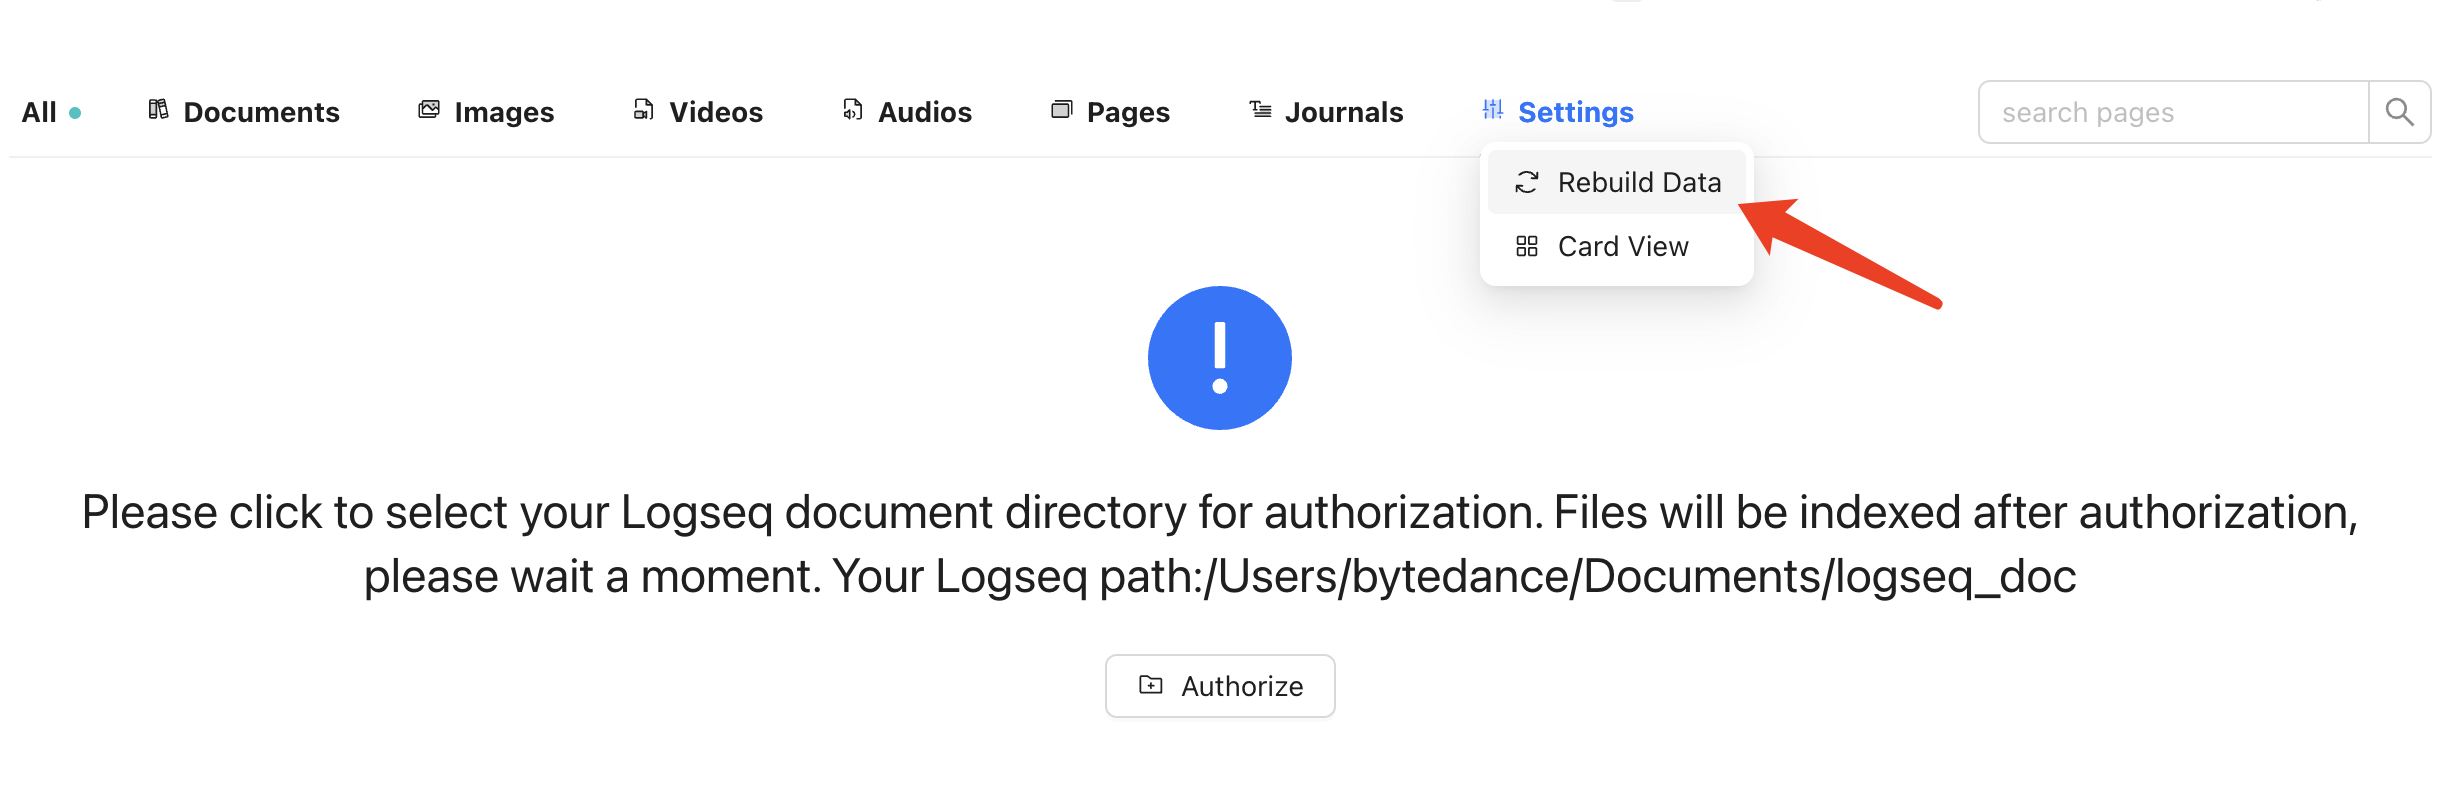 All Documents Images Videos Audios Pages Journals Settings search pages
Rebuild Data
Card View
Please click to select your Logseq document directory for authorization. Files will be indexed after authorization,
please wait a moment. Your Logseq path:/Users/bytedance/Documents/logseq_doc
Authorize